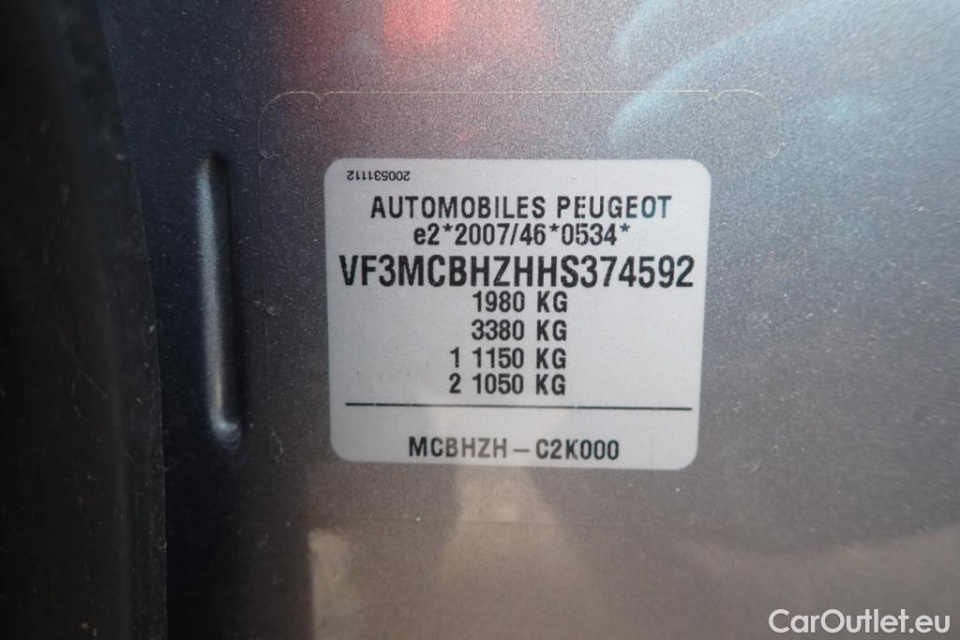 200531112
AUTOMOBILES PEUGEOT
e2*2007/46*0534*
VF3MCBHZHHS374592
1980 KG
3380 KG
1 1150 KG
2 1050 KG
MCBHZH – C2K000
CarOutlet.eu